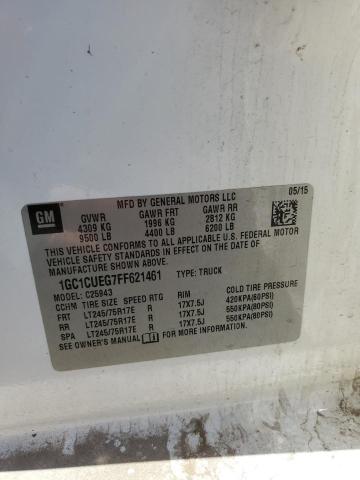 MFD BY GENERAL MOTORS LLC 05/15
GM GVWR GAWR FRT GAWR RR
4309 KG 1996 KG 2812 KG
9500 LB 4400 LB 6200 LB
THIS VEHICLE CONFORMS TO ALL APPLICABLE U.S. FEDERAL MOTOR
VEHICLE SAFETY STANDARDS IN EFFECT ON THE DATE OF
MANUFACTURE SHOWN ABOVE.
1GC1CUEG7FF621461 TYPE: TRUCK
MODEL: C25943
CCHM TIRE SIZE SPEED RTG RIM COLD TIRE PRESSURE
FRT LT245/75R17E R 17X7.5J 420KPA(60PSI)
RR LT245/75R17E R 17X7.5J 550KPA(80PSI)
SPA LT245/75R17E R 17X7.5J 550KPA(80PSI)
SEE OWNER'S MANUAL FOR MORE INFORMATION.